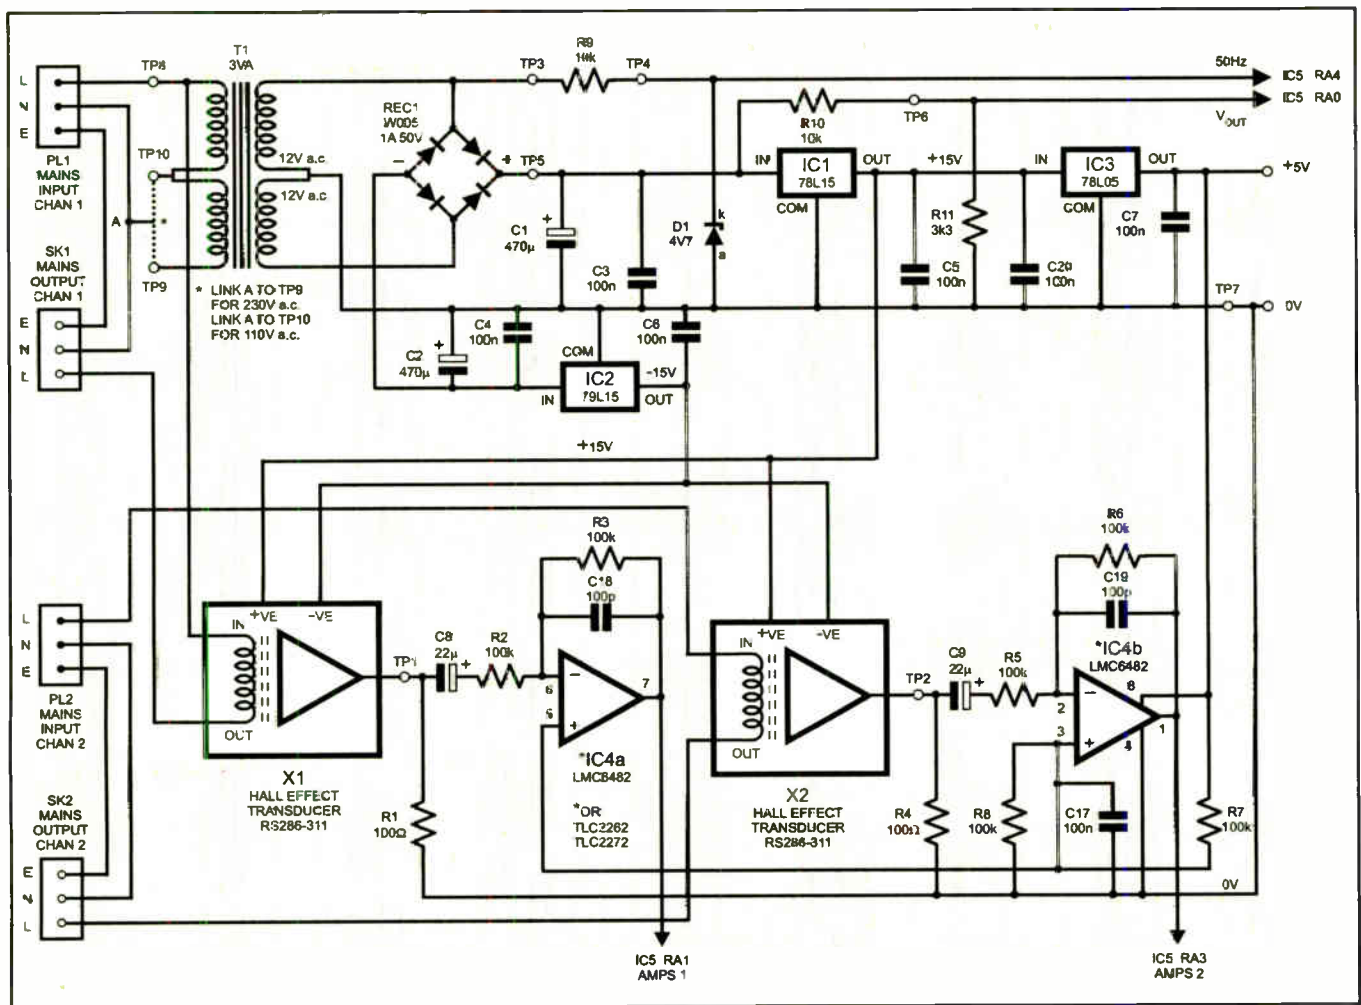 T1
3VA
L
N
E
PL1
MAINS
INPUT
CHAN 1
TP8
TP10
A
*
TP9
12V a.c.
12V a.c
* LINK A TO TP9
FOR 230V a.c.
LINK A TO TP10
FOR 110V a.c.
SK1
MAINS
OUTPUT
CHAN 1
E
N
L
REC1
W005
1A 50V
−
+
TP3
R9
10k
TP4
TP5
50Hz
IC5 RA4
IC5 RA0
VOUT
R10
10k
TP6
C1
470µ
+
C3
100n
D1
4V7
k
a
IN
IC1
78L15
OUT
COM
+15V
R11
3k3
C5
100n
C20
100n
IN
IC3
78L05
OUT
COM
C7
100n
+5V
TP7
0V
C2
470µ
+
C4
100n
COM
IC2
79L15
IN
OUT
-15V
C6
100n
+15V
L
N
E
PL2
MAINS
INPUT
CHAN 2
SK2
MAINS
OUTPUT
CHAN 2
E
N
L
+VE
-VE
IN
OUT
X1
HALL EFFECT
TRANSDUCER
RS286-311
TP1
C8
22µ
+
R2
100k
R1
100Ω
R3
100k
C18
100p
6
5
−
+
7
*IC4a
LMC6482
*OR
TLC2262
TLC2272
IC5 RA1
AMPS 1
+VE
-VE
IN
OUT
X2
HALL EFFECT
TRANSDUCER
RS286-311
TP2
C9
22µ
+
R5
100k
R4
100Ω
R8
100k
R6
100k
C19
100p
*IC4b
LMC6482
2
3
−
+
8
4
1
C17
100n
R7
100k
0V
IC5 RA3
AMPS 2